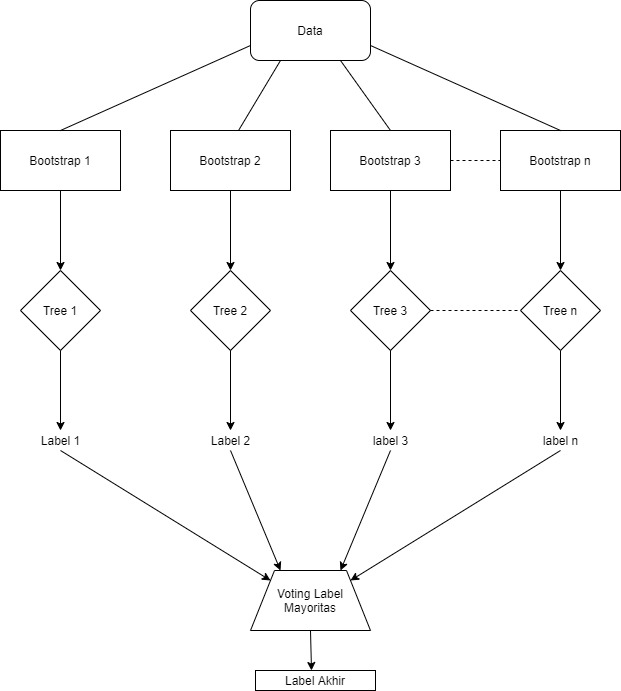 Data
Bootstrap 1
Bootstrap 2
Bootstrap 3
Bootstrap n
Tree 1
Tree 2
Tree 3
Tree n
Label 1
Label 2
label 3
label n
Voting Label
Mayoritas
Label Akhir